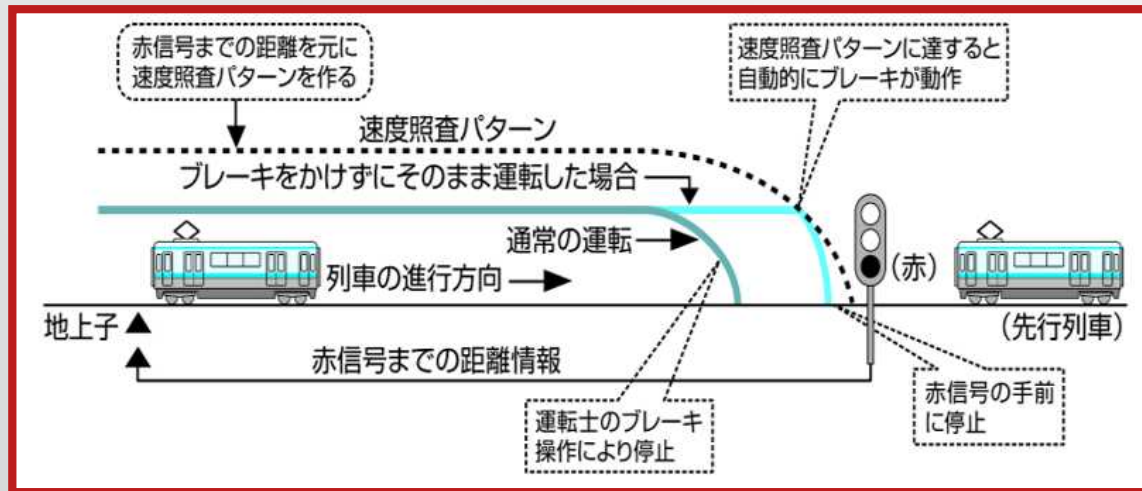 赤信号までの距離を元に
速度照査パターンを作る
速度照査パターンに達すると
自動的にブレーキが動作
速度照査パターン
ブレーキをかけずにそのまま運転した場合
通常の運転
列車の進行方向
(赤)
地上子
(先行列車)
赤信号までの距離情報
運転士のブレーキ
操作により停止
赤信号の手前
に停止